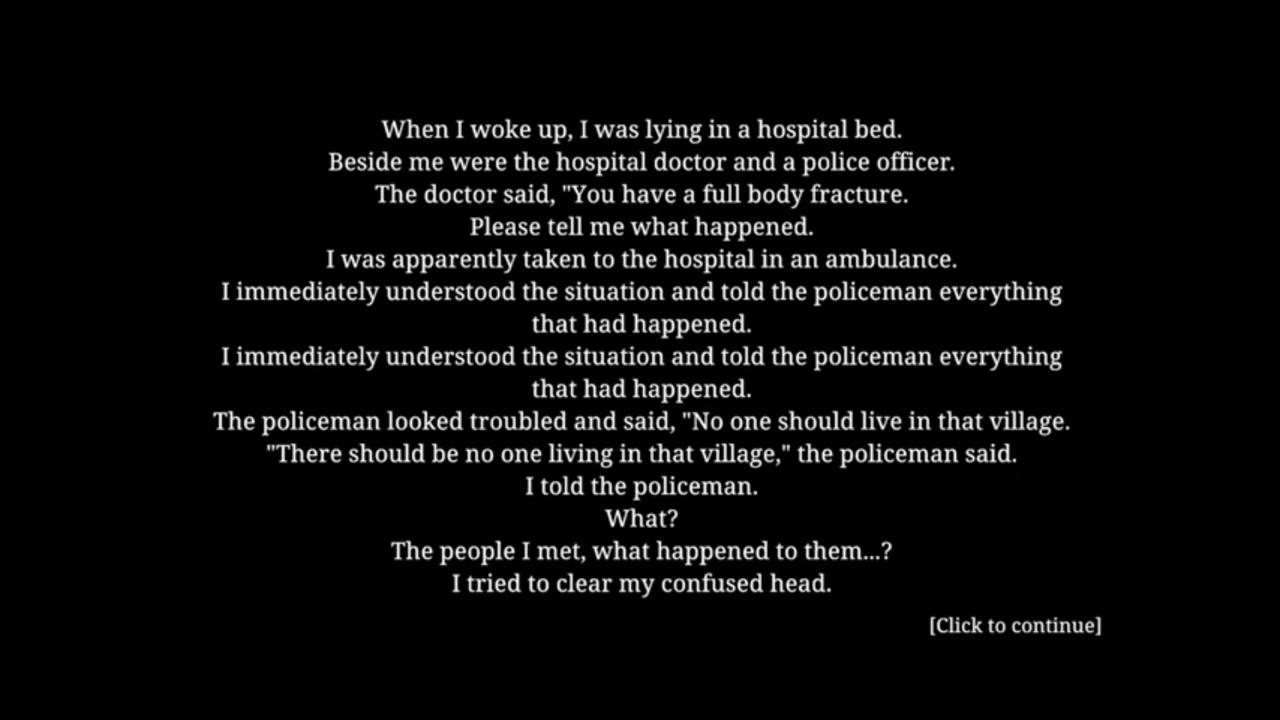 When I woke up, I was lying in a hospital bed.
Beside me were the hospital doctor and a police officer.
The doctor said, "You have a full body fracture.
Please tell me what happened.
I was apparently taken to the hospital in an ambulance.
I immediately understood the situation and told the policeman everything
that had happened.
I immediately understood the situation and told the policeman everything
that had happened.
The policeman looked troubled and said, "No one should live in that village.
"There should be no one living in that village," the policeman said.
I told the policeman.
What?
The people I met, what happened to them...?
I tried to clear my confused head.
[Click to continue]